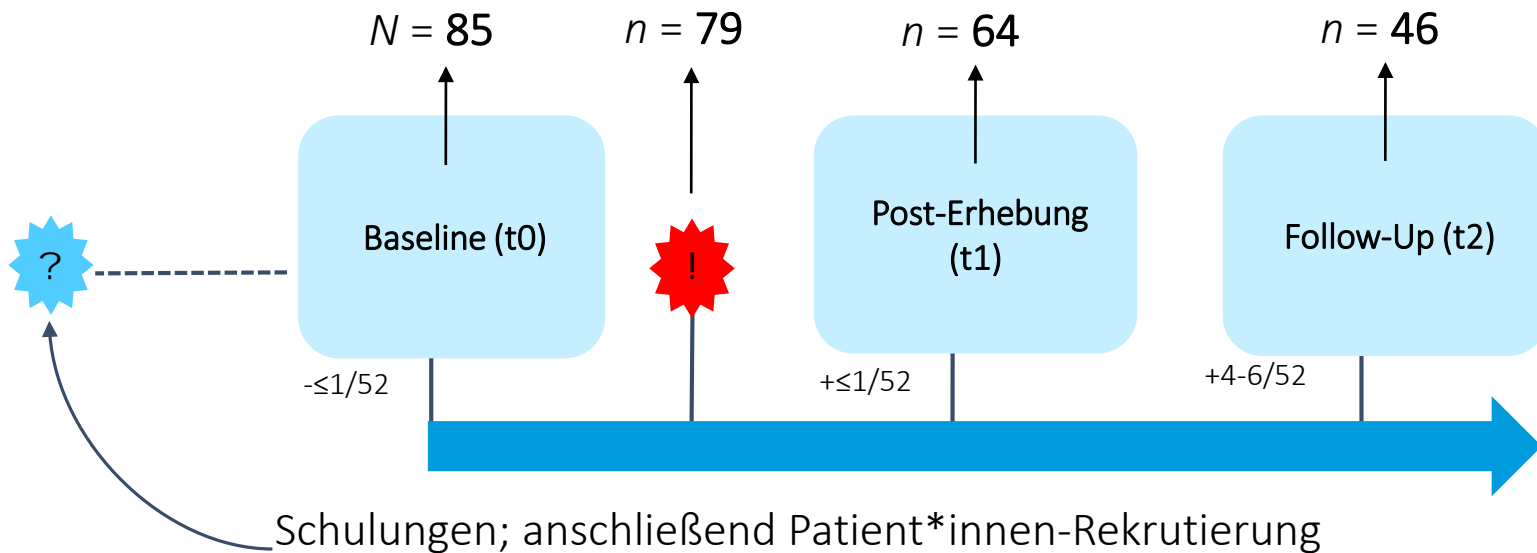 N = 85
n = 79
n = 64
n = 46
Baseline (t0)
Post-Erhebung
(t1)
Follow-Up (t2)
?
!
-≤1/52
+≤1/52
+4-6/52
Schulungen; anschließend Patient*innen-Rekrutierung